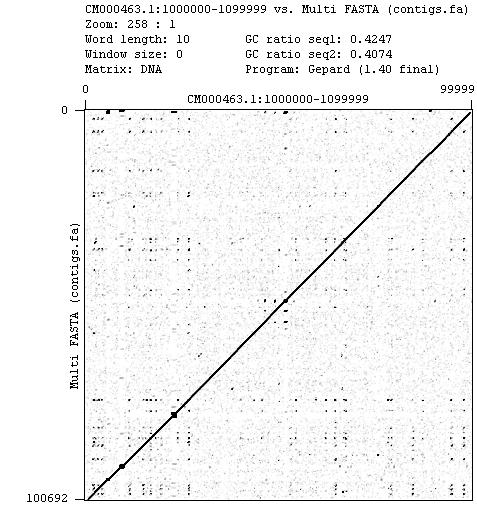 CM000463.1:1000000-1099999 vs. Multi FASTA (contigs.fa)
Zoom: 258 : 1
Word length: 10 GC ratio seq1: 0.4247
Window size: 0 GC ratio seq2: 0.4074
Matrix: DNA Program: Gepard (1.40 final)
0 99999
CM000463.1:1000000-1099999
0
Multi FASTA (contigs.fa)
100692